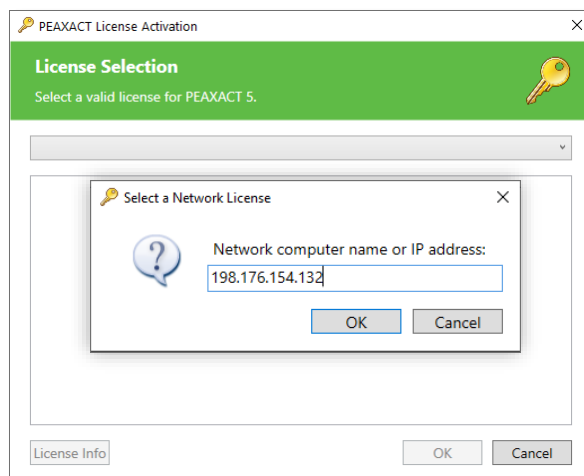 PEAXACT License Activation
License Selection
Select a valid license for PEAXACT 5.
Select a Network License
Network computer name or IP address:
198.176.154.132
OK Cancel
License Info OK Cancel